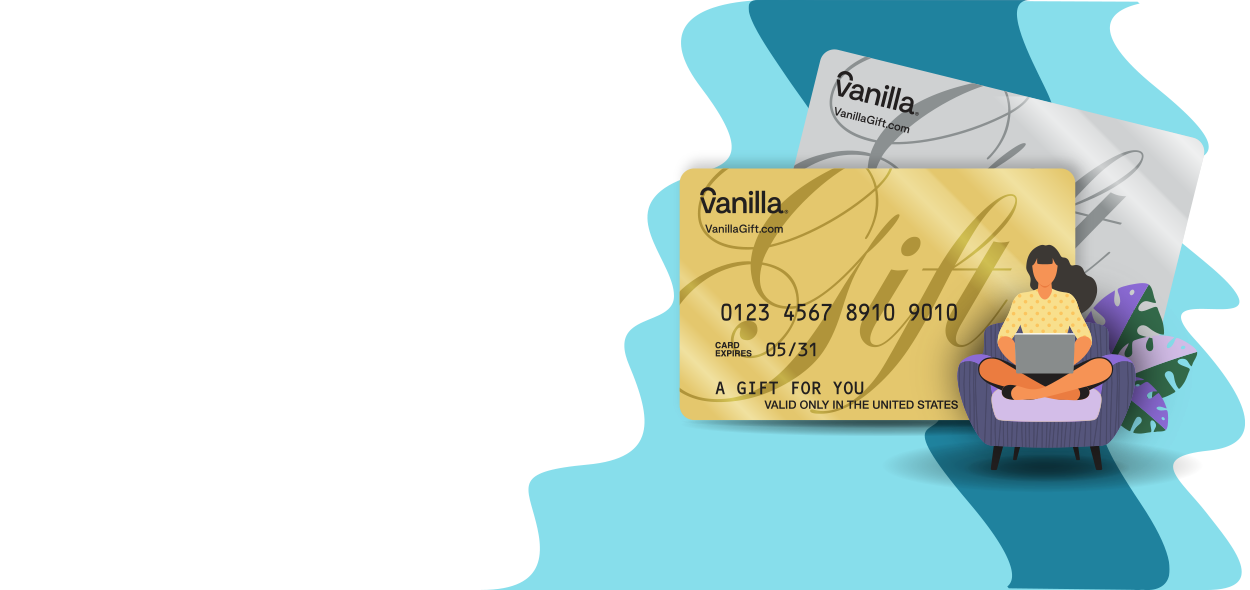 Vanilla®
VanillaGift.com
Vanilla®
VanillaGift.com
Gift
0123 4567 8910 9010
CARD
EXPIRES 05/31
A GIFT FOR YOU
VALID ONLY IN THE UNITED STATES